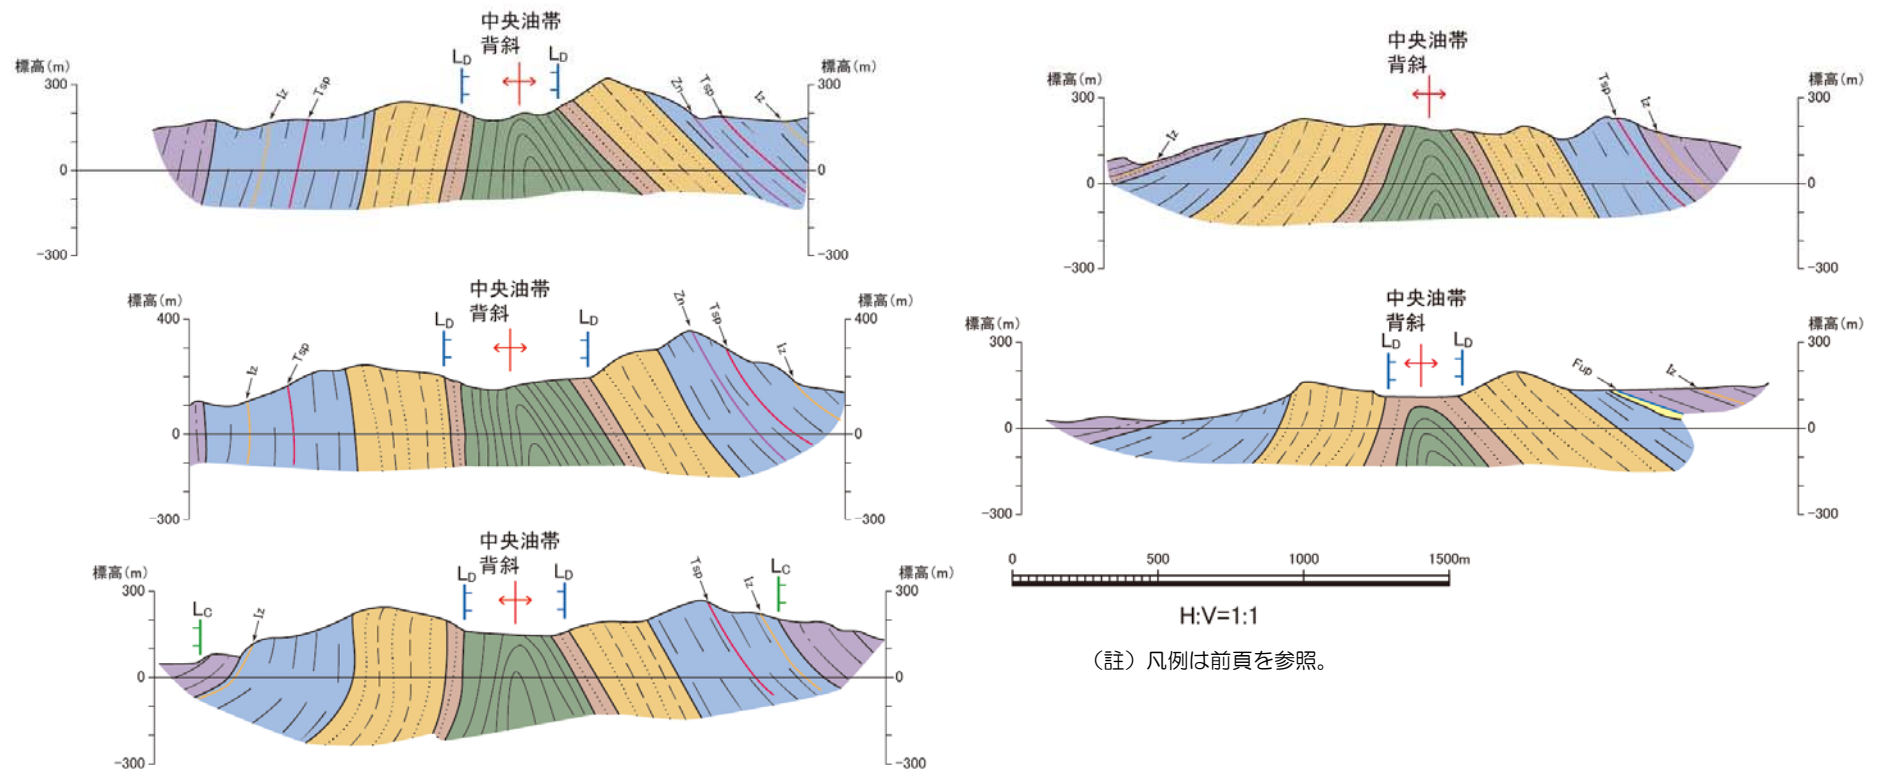 中央油帯
背斜
LD
LD
標高(m)
標高(m)
300
300
Iz
Tsp
Zn
Tsp
Iz
0
0
-300
-300
中央油帯
背斜
LD
LD
標高(m)
標高(m)
400
400
Iz
Tsp
Zn
Tsp
Iz
0
0
-300
-300
中央油帯
背斜
LD
LD
標高(m)
標高(m)
300
300
LC
Iz
Tsp
Iz
LC
0
0
-300
-300
中央油帯
背斜
標高(m)
標高(m)
300
300
Iz
Tsp
Iz
0
0
-300
-300
中央油帯
背斜
LD
LD
標高(m)
標高(m)
300
300
Fup
Iz
0
0
-300
-300
0 500 1000 1500m
H:V=1:1
（註）凡例は前頁を参照。